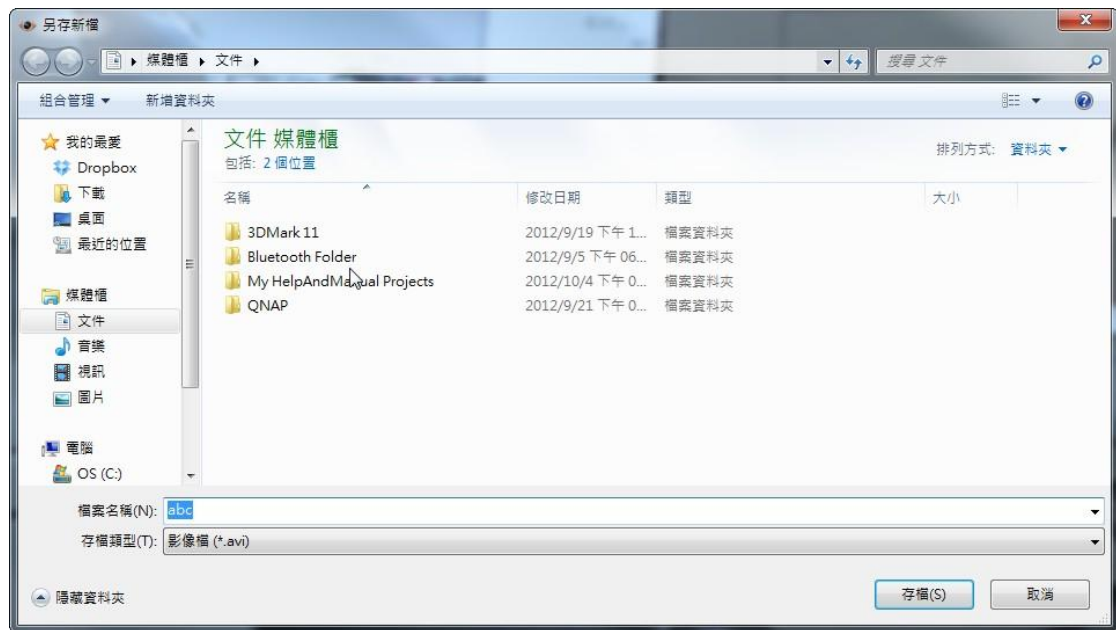 另存新檔
媒體櫃 文件
搜尋 文件
組合管理 新增資料夾
我的最愛
Dropbox
下載
桌面
最近的位置
媒體櫃
文件
音樂
視訊
圖片
電腦
OS (C:)
文件 媒體櫃
包括: 2 個位置
排列方式: 資料夾
名稱 修改日期 類型 大小
3DMark 11 2012/9/19 下午 1... 檔案資料夾
Bluetooth Folder 2012/9/5 下午 06... 檔案資料夾
My HelpAndManual Projects 2012/10/4 下午 0... 檔案資料夾
QNAP 2012/9/21 下午 0... 檔案資料夾
檔案名稱(N): abc
存檔類型(T): 影像檔 (*.avi)
隱藏資料夾
存檔(S) 取消